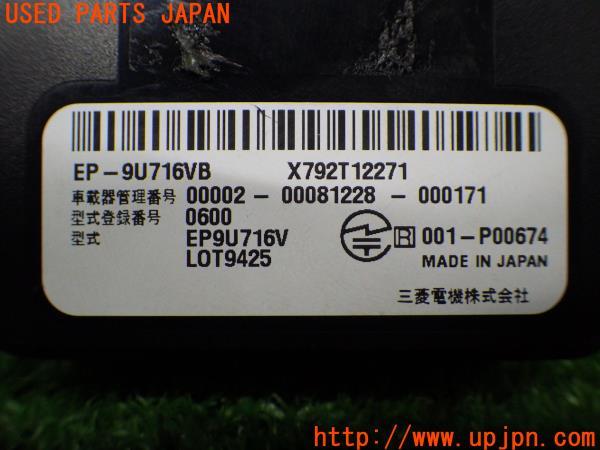 USED PARTS JAPAN
EP-9U716VB X792T12271
車載器管理番号 00002-00081228-000171
型式登録番号 0600
型式 EP9U716V
LOT9425
R 001-P00674
MADE IN JAPAN
三菱電機株式会社
UPJ
http://www.upjpn.com/